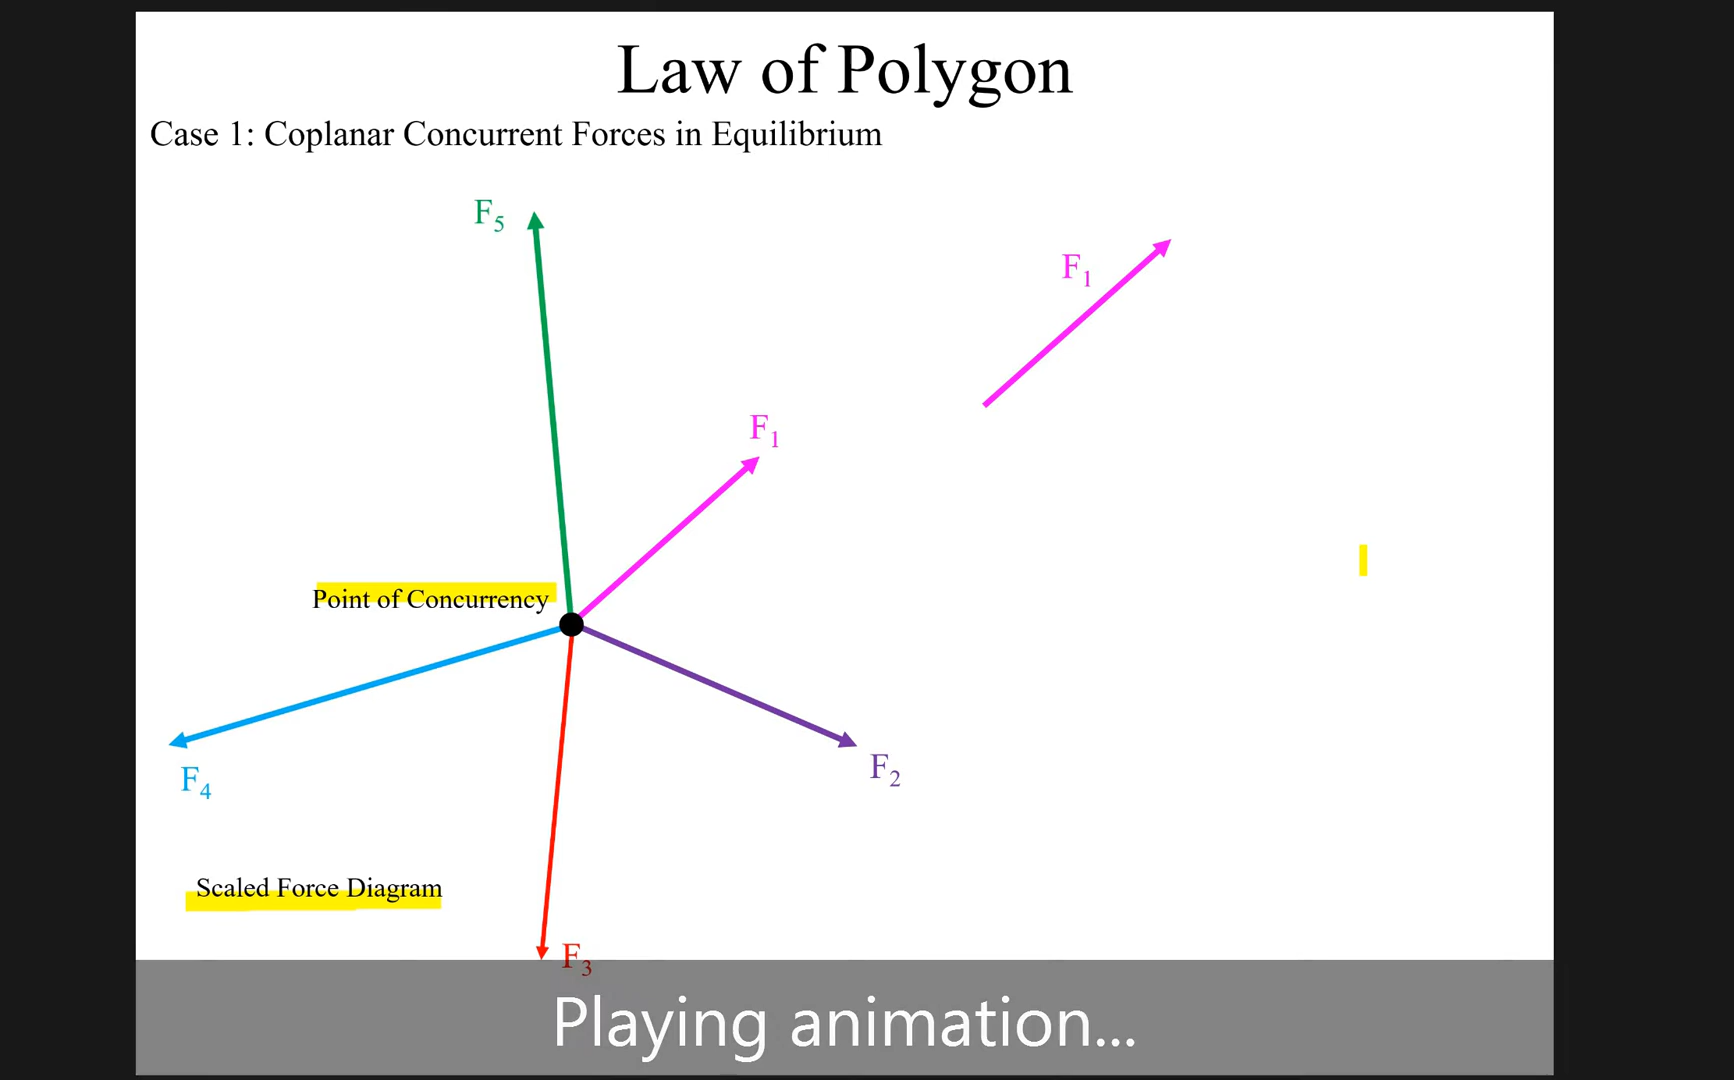 Law of Polygon
Case 1: Coplanar Concurrent Forces in Equilibrium
F5
F1
F1
Point of Concurrency
F4
F2
Scaled Force Diagram
F3
Playing animation...